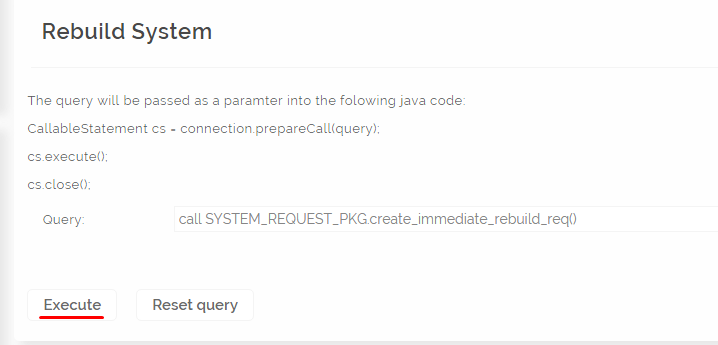 Rebuild System
The query will be passed as a paramter into the folowing java code:
CallableStatement cs = connection.prepareCall(query);
cs.execute();
cs.close();
Query: call SYSTEM_REQUEST_PKG.create_immediate_rebuild_req()
Execute Reset query